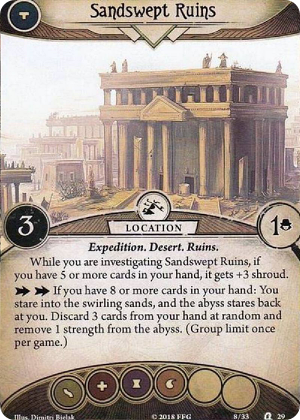 Sandswept Ruins
3
LOCATION
1
Expedition. Desert. Ruins.
While you are investigating Sandswept Ruins, if
you have 5 or more cards in your hand, it gets +3 shroud.
If you have 8 or more cards in your hand: You
stare into the swirling sands, and the abyss stares back
at you. Discard 3 cards from your hand at random and
remove 1 strength from the abyss. (Group limit once
per game.)
Illus. Dimitri Bielak
© 2018 FFG
8/33
29